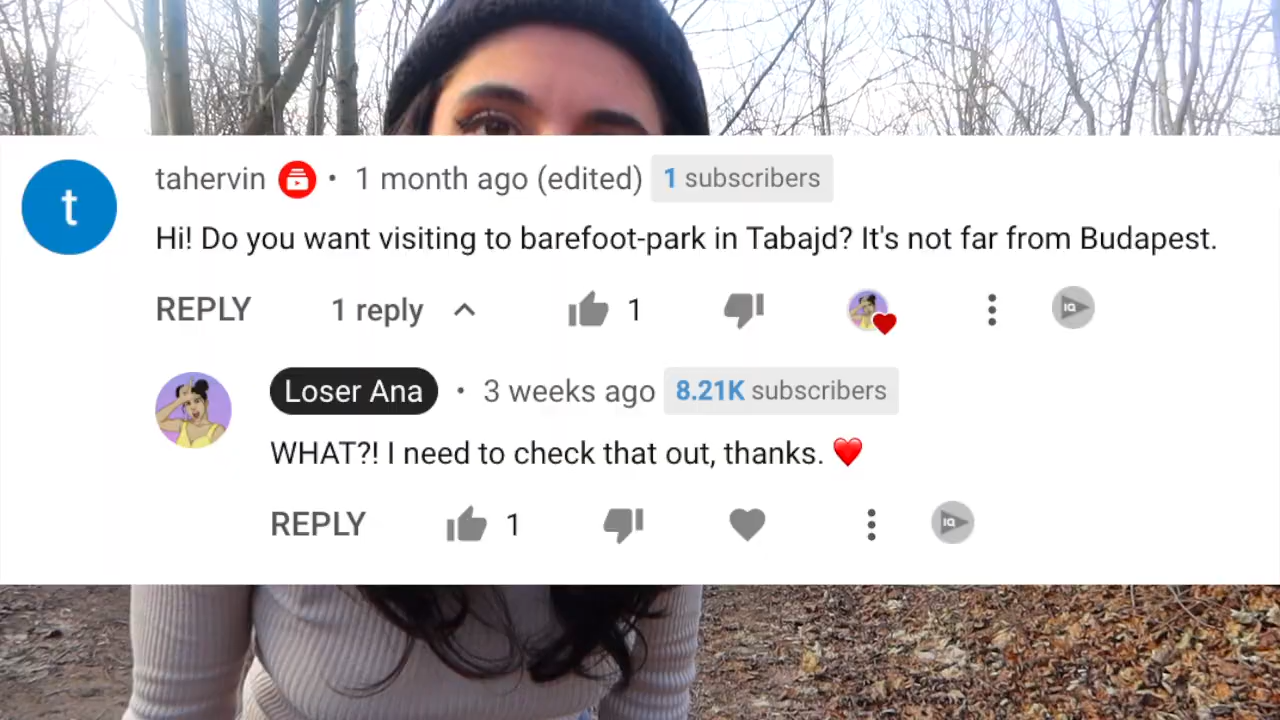 t
tahervin • 1 month ago (edited) 1 subscribers
Hi! Do you want visiting to barefoot-park in Tabajd? It's not far from Budapest.
REPLY 1 reply 1 IQ
Loser Ana • 3 weeks ago 8.21K subscribers
WHAT?! I need to check that out, thanks. ❤️
REPLY 1 IQ